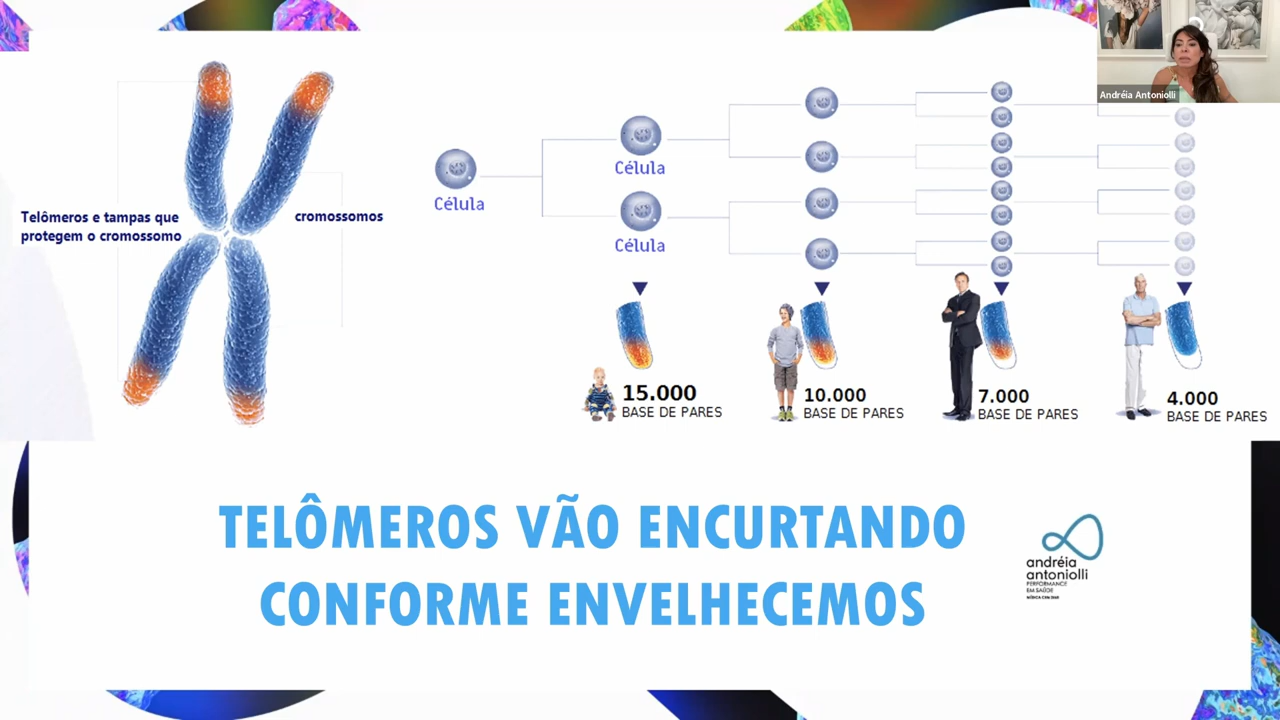 Andréia Antoniolli
Telômeros e tampas que
protegem o cromossomo
cromossomos
Célula
Célula
Célula
15.000
BASE DE PARES
10.000
BASE DE PARES
7.000
BASE DE PARES
4.000
BASE DE PARES
TELÔMEROS VÃO ENCURTANDO
CONFORME ENVELHECEMOS
andréia
antoniolli
PERFORMANCE
EM SAÚDE